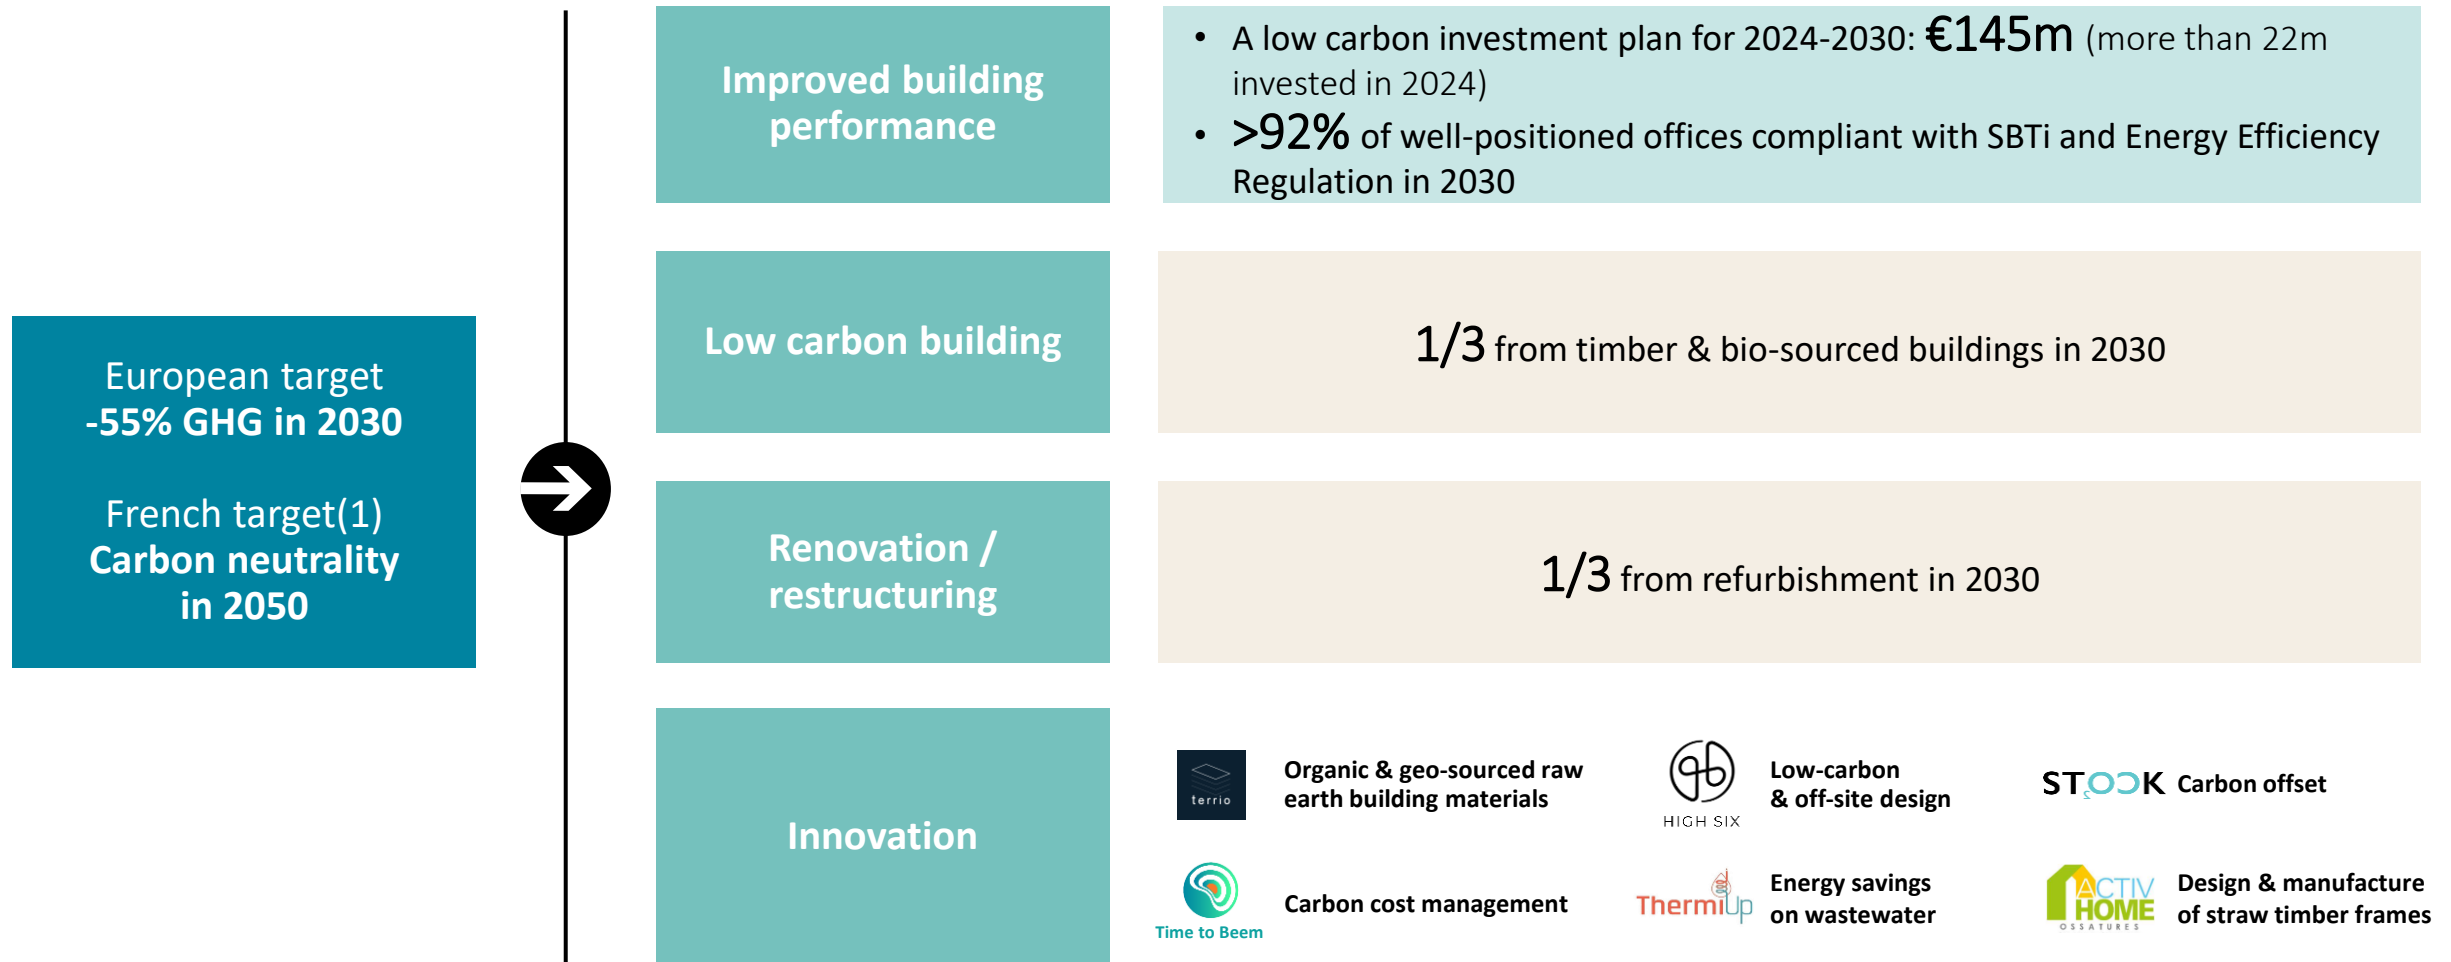 European target
-55% GHG in 2030
French target(1)
Carbon neutrality
in 2050
Improved building
performance
• A low carbon investment plan for 2024-2030: €145m (more than 22m
invested in 2024)
• >92% of well-positioned offices compliant with SBTi and Energy Efficiency
Regulation in 2030
Low carbon building
1/3 from timber & bio-sourced buildings in 2030
Renovation /
restructuring
1/3 from refurbishment in 2030
Innovation
terrio
Organic & geo-sourced raw
earth building materials
HIGH SIX
Low-carbon
& off-site design
STOCK
2
Carbon offset
Time to Beem
Carbon cost management
ThermiUp
Energy savings
on wastewater
ACTIV
HOME
OSSATURES
Design & manufacture
of straw timber frames